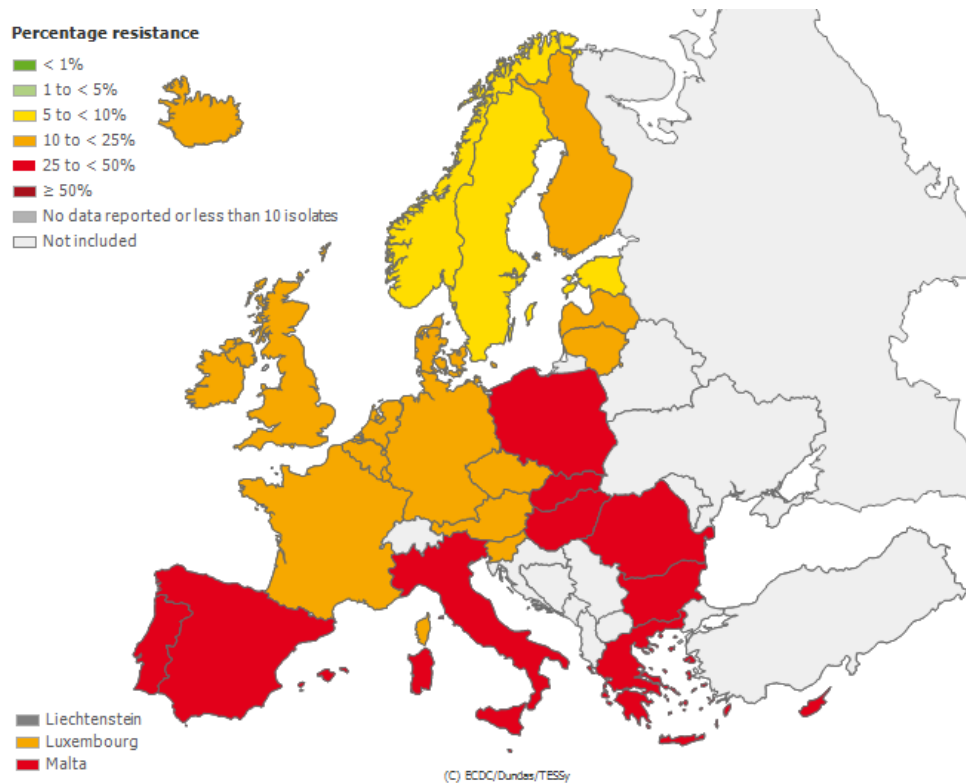 Percentage resistance
< 1%
1 to < 5%
5 to < 10%
10 to < 25%
25 to < 50%
≥ 50%
No data reported or less than 10 isolates
Not included
Liechtenstein
Luxembourg
Malta
(C) ECDC/Dundas/TESSy